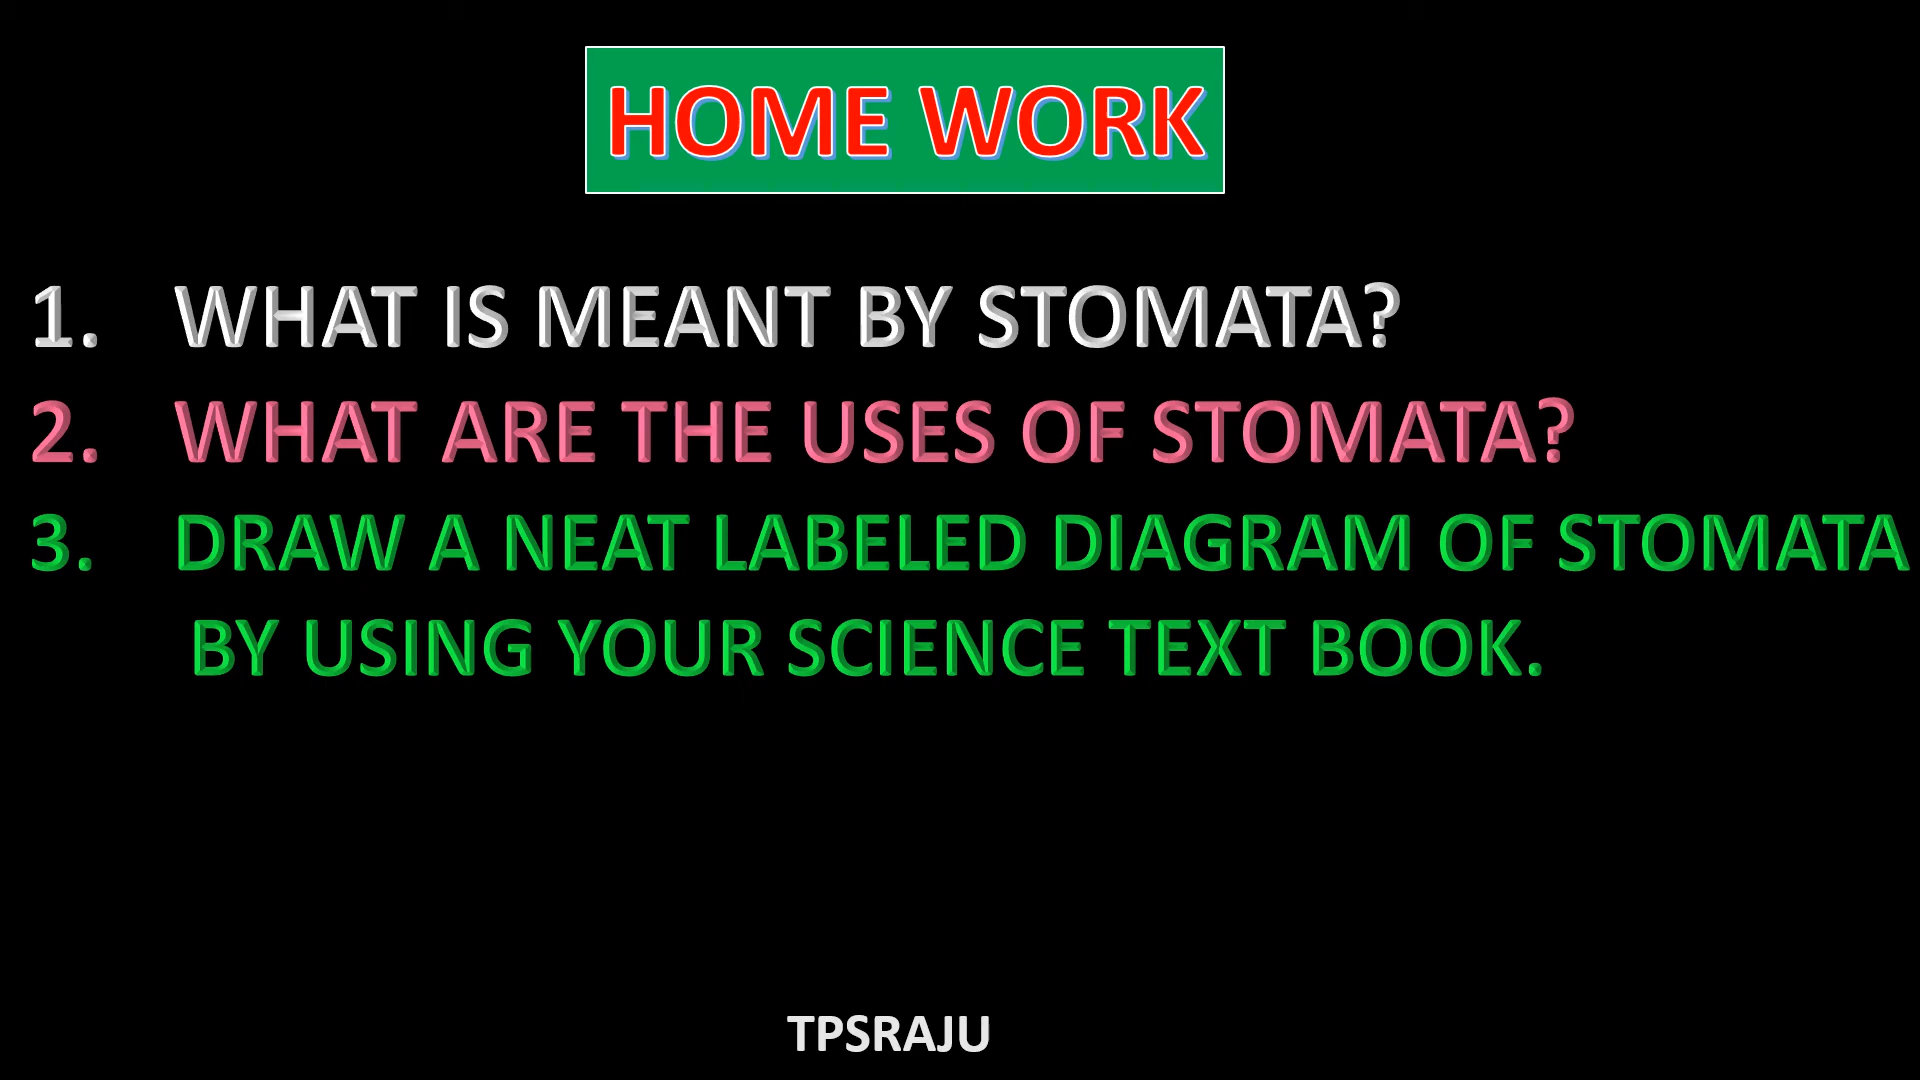 HOME WORK
1. WHAT IS MEANT BY STOMATA?
2. WHAT ARE THE USES OF STOMATA?
3. DRAW A NEAT LABELED DIAGRAM OF STOMATA
BY USING YOUR SCIENCE TEXT BOOK.
TPSRAJU